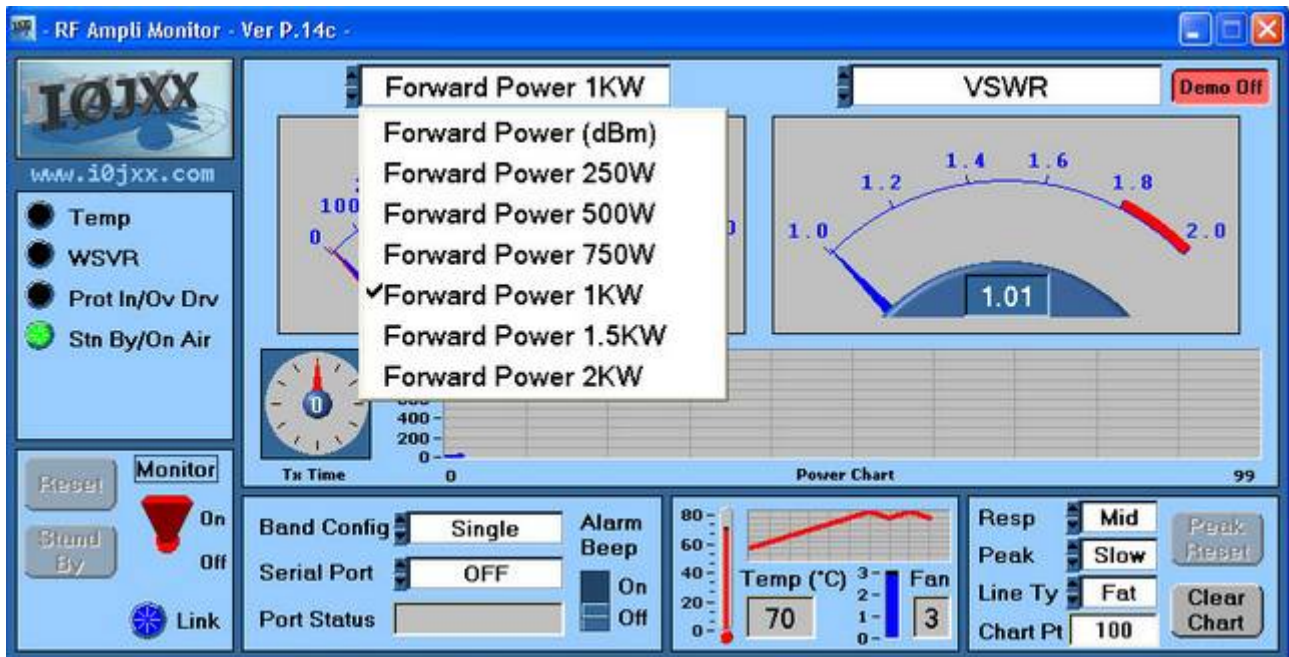 - RF Ampli Monitor - Ver P.14c -
I0JXX
www.i0jxx.com
Temp
WSVR
Prot In/Ov Drv
Stn By/On Air
Forward Power 1KW
VSWR
Demo Off
Forward Power (dBm)
Forward Power 250W
Forward Power 500W
Forward Power 750W
Forward Power 1KW
Forward Power 1.5KW
Forward Power 2KW
0
100
1.0
1.2
1.4
1.6
1.8
2.0
1.01
0
Tx Time
400
200
0
0
Power Chart
99
Reset
Stand By
Monitor
On
Off
Link
Band Config
Single
Serial Port
OFF
Port Status
Alarm Beep
On
Off
80
60
40
20
0
Temp (°C)
70
3
2
1
0
Fan
3
Resp
Mid
Peak
Slow
Line Ty
Fat
Chart Pt
100
Peak Reset
Clear Chart